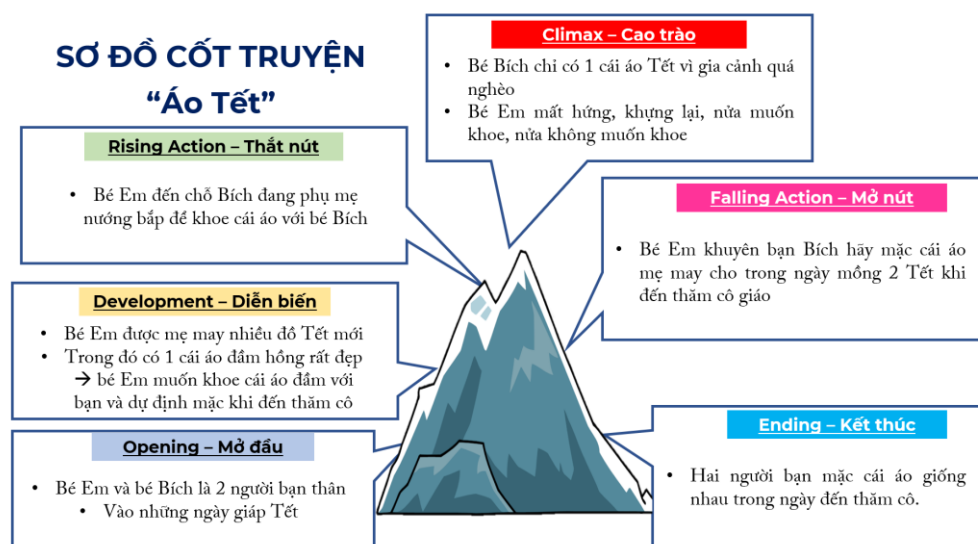 SƠ ĐỒ CỐT TRUYỆN
“Áo Tết”
Climax – Cao trào
• Bé Bích chỉ có 1 cái áo Tết vì gia cảnh quá
nghèo
• Bé Em mất hứng, khựng lại, nửa muốn
khoe, nửa không muốn khoe
Rising Action – Thắt nút
• Bé Em đến chỗ Bích đang phụ mẹ
nướng bắp để khoe cái áo với bé Bích
Falling Action – Mở nút
• Bé Em khuyên bạn Bích hãy mặc cái áo
mẹ may cho trong ngày mồng 2 Tết khi
đến thăm cô giáo
Development – Diễn biến
• Bé Em được mẹ may nhiều đồ Tết mới
• Trong đó có 1 cái áo đầm hồng rất đẹp
→ bé Em muốn khoe cái áo đầm với
bạn và dự định mặc khi đến thăm cô
Opening – Mở đầu
• Bé Em và bé Bích là 2 người bạn thân
• Vào những ngày giáp Tết
Ending – Kết thúc
• Hai người bạn mặc cái áo giống
nhau trong ngày đến thăm cô.